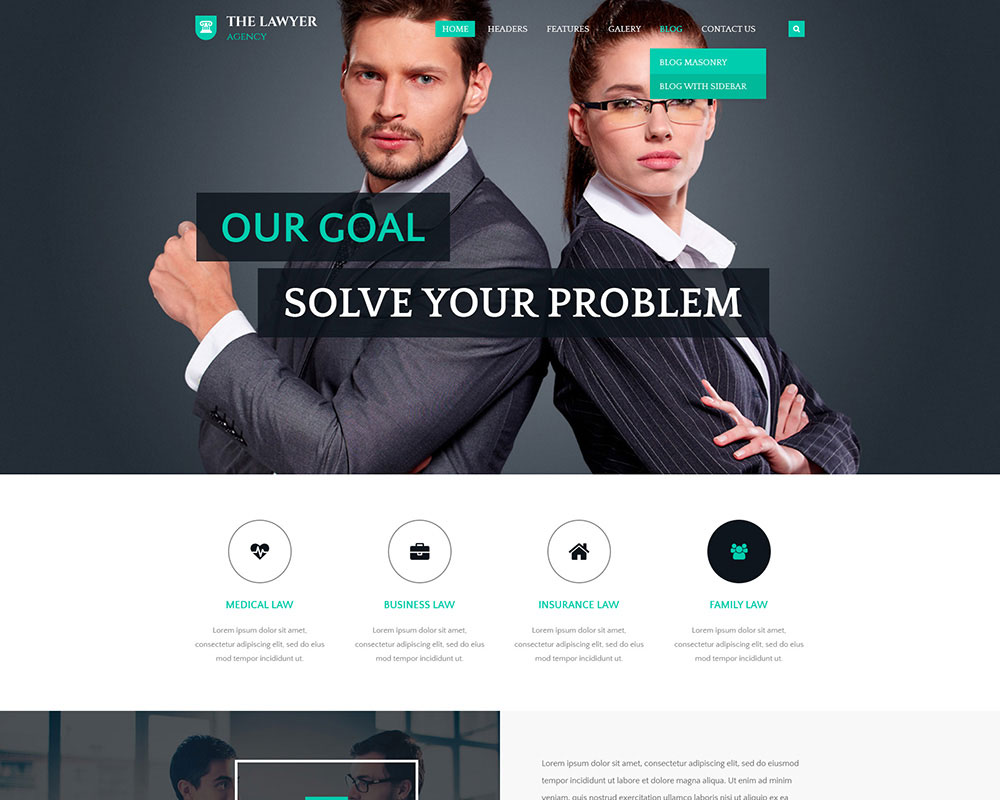 THE LAWYER
AGENCY
HOME HEADERS FEATURES GALERY BLOG CONTACT US
BLOG MASONRY
BLOG WITH SIDEBAR
OUR GOAL
SOLVE YOUR PROBLEM
MEDICAL LAW
Lorem ipsum dolor sit amet,
consectetur adipiscing elit, sed do eius
mod tempor incididunt ut.
BUSINESS LAW
Lorem ipsum dolor sit amet,
consectetur adipiscing elit, sed do eius
mod tempor incididunt ut.
INSURANCE LAW
Lorem ipsum dolor sit amet,
consectetur adipiscing elit, sed do eius
mod tempor incididunt ut.
FAMILY LAW
Lorem ipsum dolor sit amet,
consectetur adipiscing elit, sed do eius
mod tempor incididunt ut.
Lorem ipsum dolor sit amet, consectetur adipiscing elit, sed do eiusmod
tempor incididunt ut labore et dolore magna aliqua. Ut enim ad minim
veniam, quis nostrud exercitation ullamco laboris nisi ut aliquip ex ea